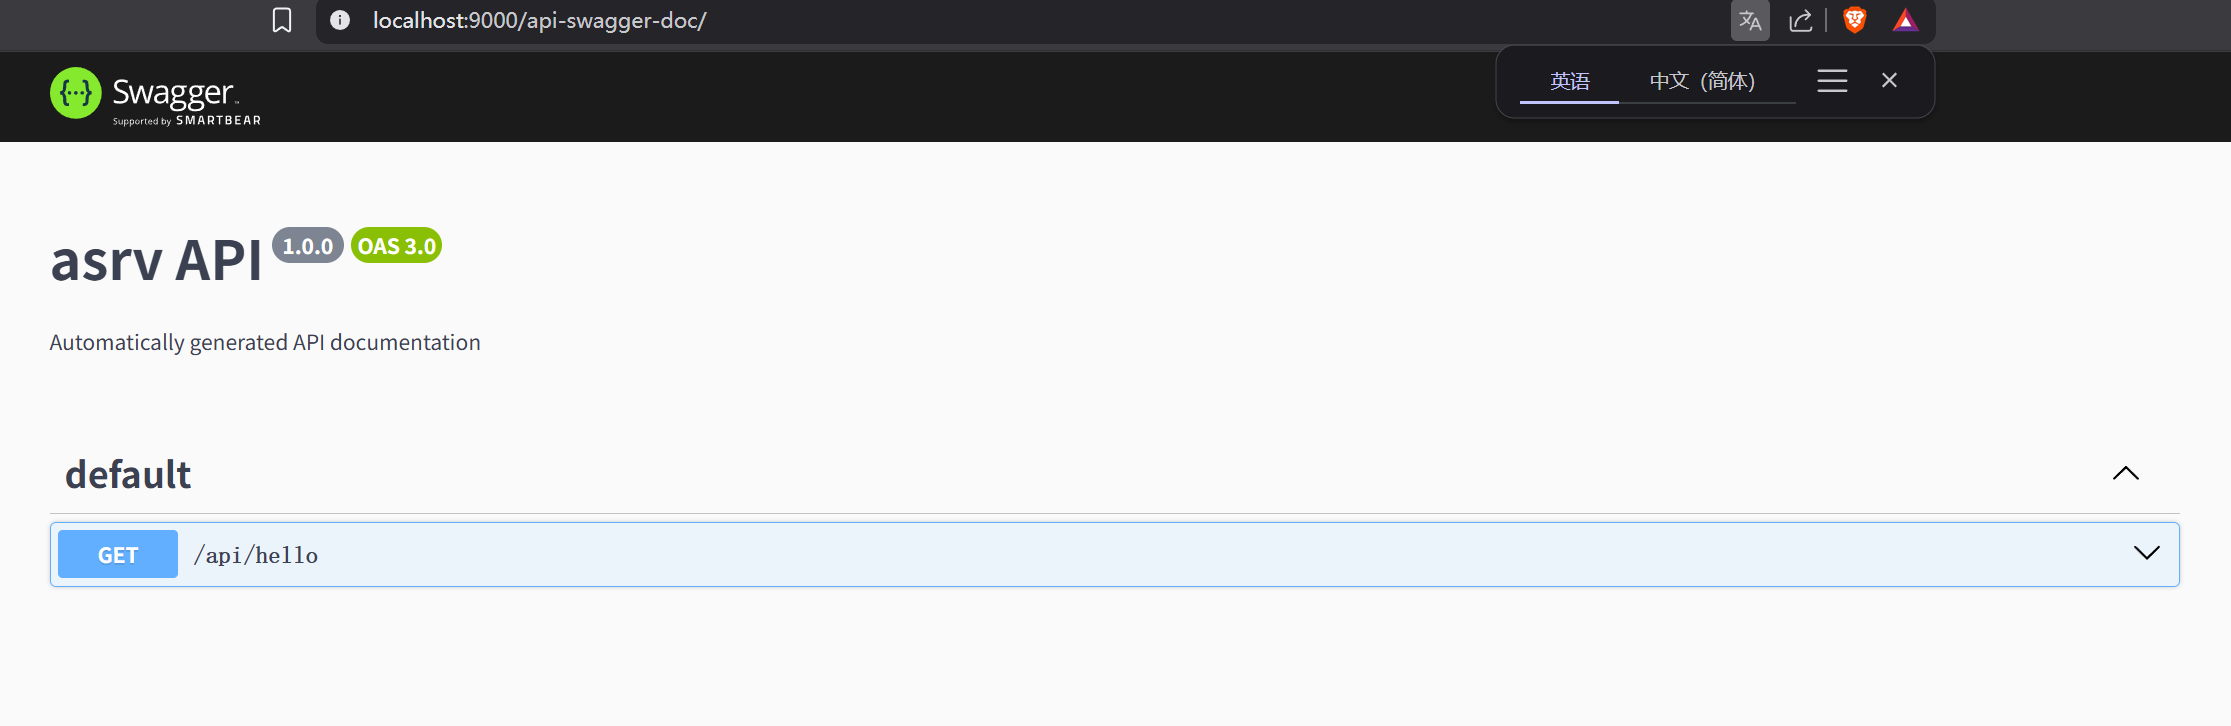 localhost:9000/api-swagger-doc/
英语 中文 (简体)
Swagger
Supported by SMARTBEAR
asrv API 1.0.0 OAS 3.0
Automatically generated API documentation
default
GET /api/hello